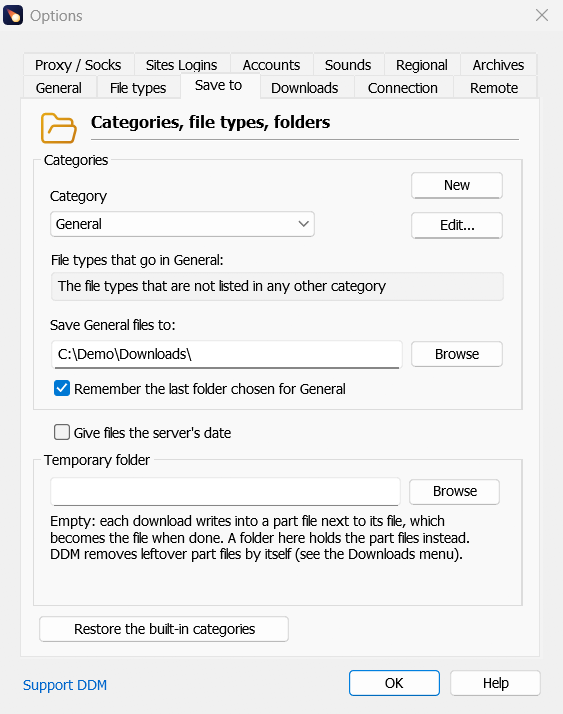 Options
Proxy / Socks Sites Logins Accounts Sounds Regional Archives
General File types Save to Downloads Connection Remote
Categories, file types, folders
Categories
New
Category
General
Edit...
File types that go in General:
The file types that are not listed in any other category
Save General files to:
C:\Demo\Downloads\
Browse
Remember the last folder chosen for General
Give files the server's date
Temporary folder
Browse
Empty: each download writes into a part file next to its file, which
becomes the file when done. A folder here holds the part files instead.
DDM removes leftover part files by itself (see the Downloads menu).
Restore the built-in categories
Support DDM
OK
Help